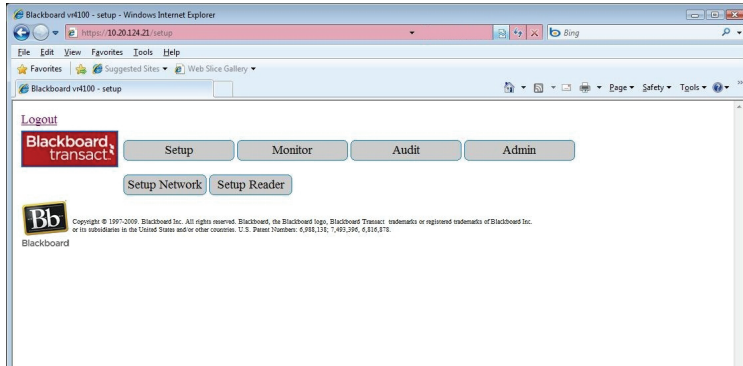 Blackboard vr4100 - setup - Windows Internet Explorer
https://10.20.124.21/setup
Bing
File Edit View Favorites Tools Help
Favorites Suggested Sites Web Slice Gallery
Blackboard vr4100 - setup
Page Safety Tools
Logout
Blackboard
transact
Setup Monitor Audit Admin
Setup Network Setup Reader
Bb
Blackboard
Copyright © 1997-2009. Blackboard Inc. All rights reserved. Blackboard, the Blackboard logo, Blackboard Transact trademarks or registered trademarks of Blackboard Inc.
or its subsidiaries in the United States and/or other countries. U.S. Patent Numbers: 6,988,138; 7,493,396, 6,816,878.